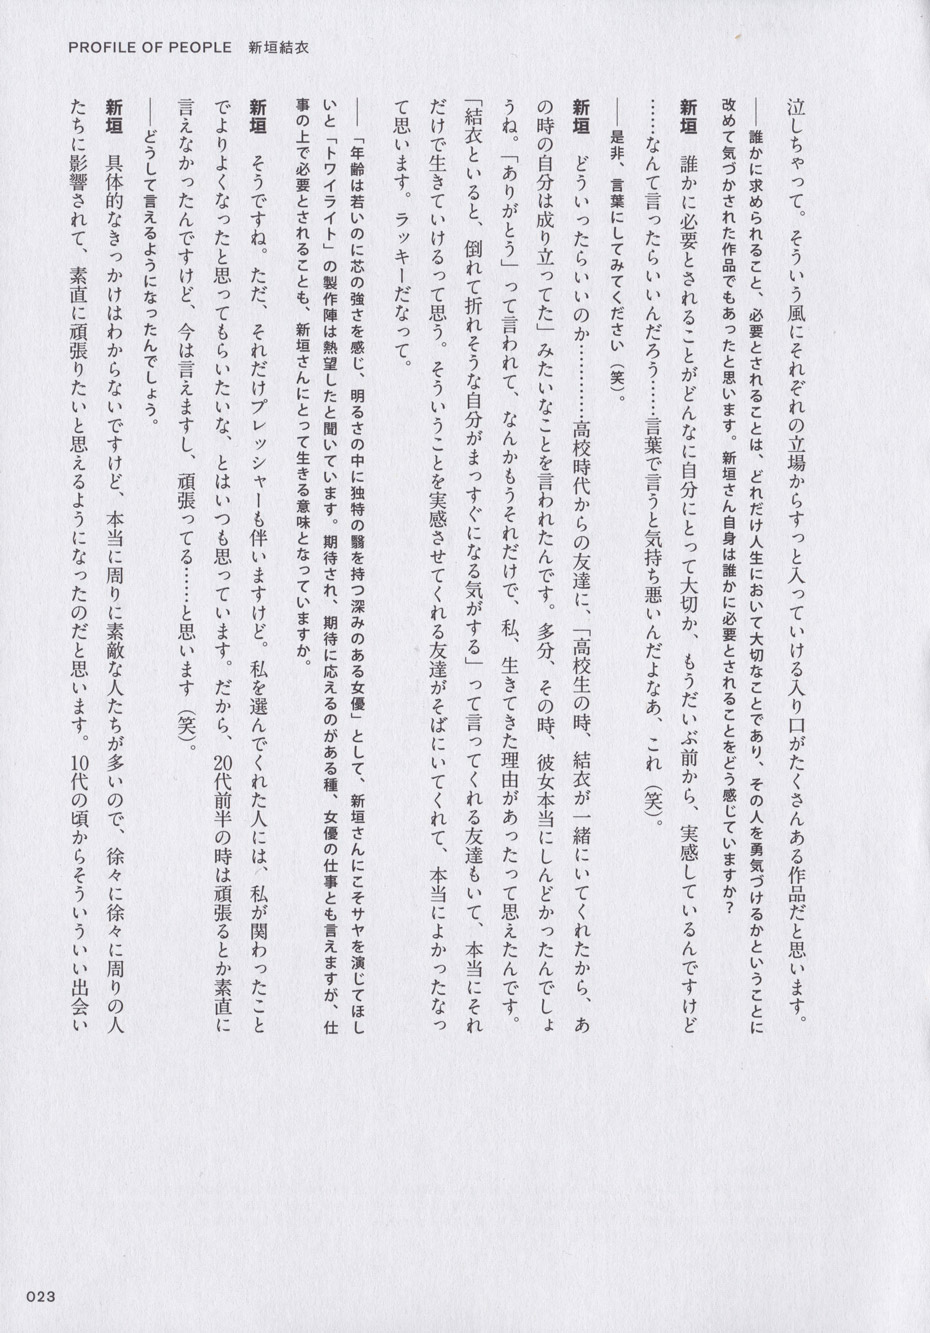 PROFILE OF PEOPLE　新垣結衣
泣しちゃって。そういう風にそれぞれの立場からすっと入っていける入り口がたくさんある作品だと思います。
――誰かに求められること、必要とされることは、どれだけ人生において大切なことであり、その人を勇気づけるかということに
改めて気づかされた作品でもあったと思います。新垣さん自身は誰かに必要とされることをどう感じていますか？
新垣　誰かに必要とされることがどんなに自分にとって大切か、もうだいぶ前から、実感しているんですけど
……なんて言ったらいいんだろう……言葉で言うと気持ち悪いんだよなあ、これ（笑）。
――是非、言葉にしてみてください（笑）。
新垣　どういったらいいのか…………高校時代からの友達に、「高校生の時、結衣が一緒にいてくれたから、あ
の時の自分は成り立ってた」みたいなことを言われたんです。多分、その時、彼女本当にしんどかったんでしょ
うね。「ありがとう」って言われて、なんかもうそれだけで、私、生きてきた理由があったって思えたんです。
「結衣といると、倒れて折れそうな自分がまっすぐになる気がする」って言ってくれる友達もいて、本当にそれ
だけで生きていけるって思う。そういうことを実感させてくれる友達がそばにいてくれて、本当によかったなっ
て思います。ラッキーだなって。
――「年齢は若いのに芯の強さを感じ、明るさの中に独特の翳を持つ深みのある女優」として、新垣さんにこそサヤを演じてほし
いと「トワイライト」の製作陣は熱望したと聞いています。期待され、期待に応えるのがある種、女優の仕事とも言えますが、仕
事の上で必要とされることも、新垣さんにとって生きる意味となっていますか。
新垣　そうですね。ただ、それだけプレッシャーも伴いますけど。私を選んでくれた人には、私が関わったこと
でよりよくなったと思ってもらいたいな、とはいつも思っています。だから、20代前半の時は頑張るとか素直に
言えなかったんですけど、今は言えますし、頑張ってる……と思います（笑）。
――どうして言えるようになったんでしょう。
新垣　具体的なきっかけはわからないですけど、本当に周りに素敵な人たちが多いので、徐々に徐々に周りの人
たちに影響されて、素直に頑張りたいと思えるようになったのだと思います。10代の頃からそういういい出会い
023